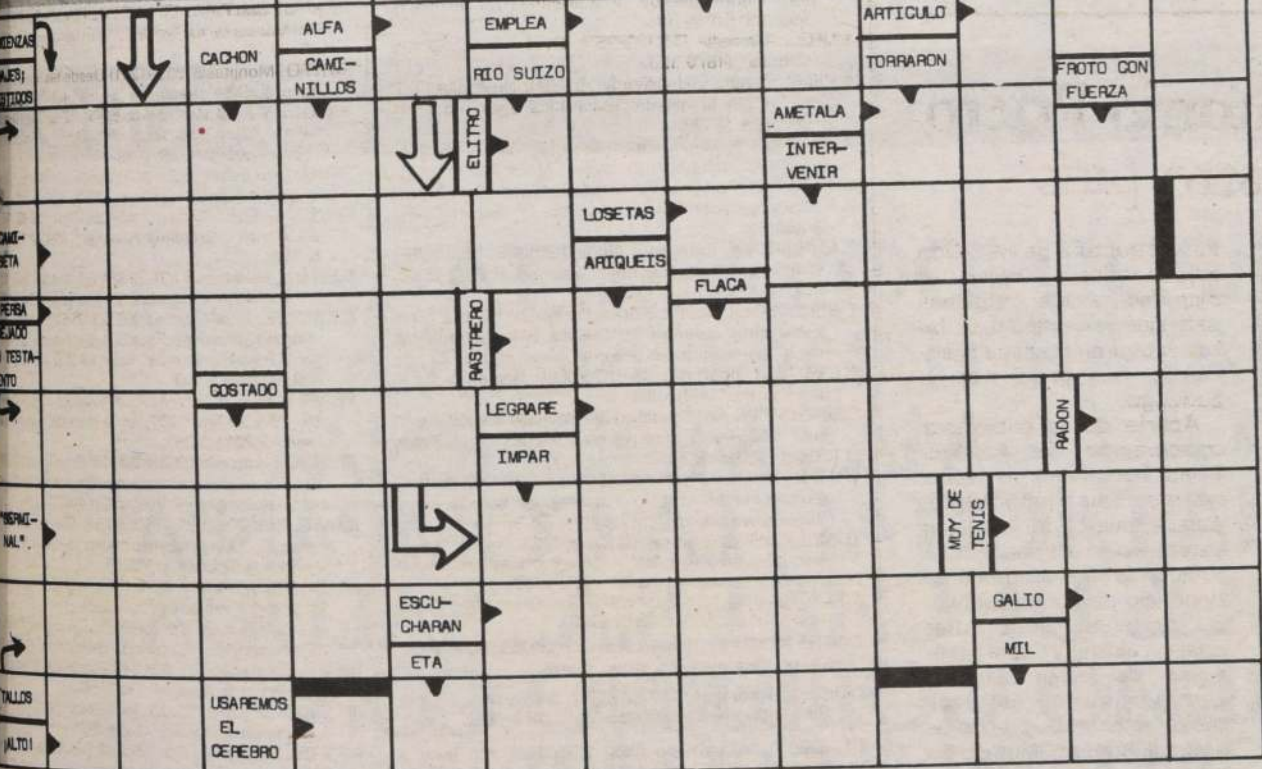 ALFA
EMPLEA
ARTICULO
CACHON
CAMI-
NILLOS
RIO SUIZO
TORRARON
FROTO CON
FUERZA
ELITRO
AMETALA
INTER-
VENIR
LOSETAS
ARIQUEIS
FLACA
RASTRERO
COSTADO
LEGRARE
IMPAR
RADON
MUY DE
TENIS
ESCU-
CHARAN
ETA
GALIO
MIL
TALLOS
¡ALTO!
USAREMOS
EL
CEREBRO